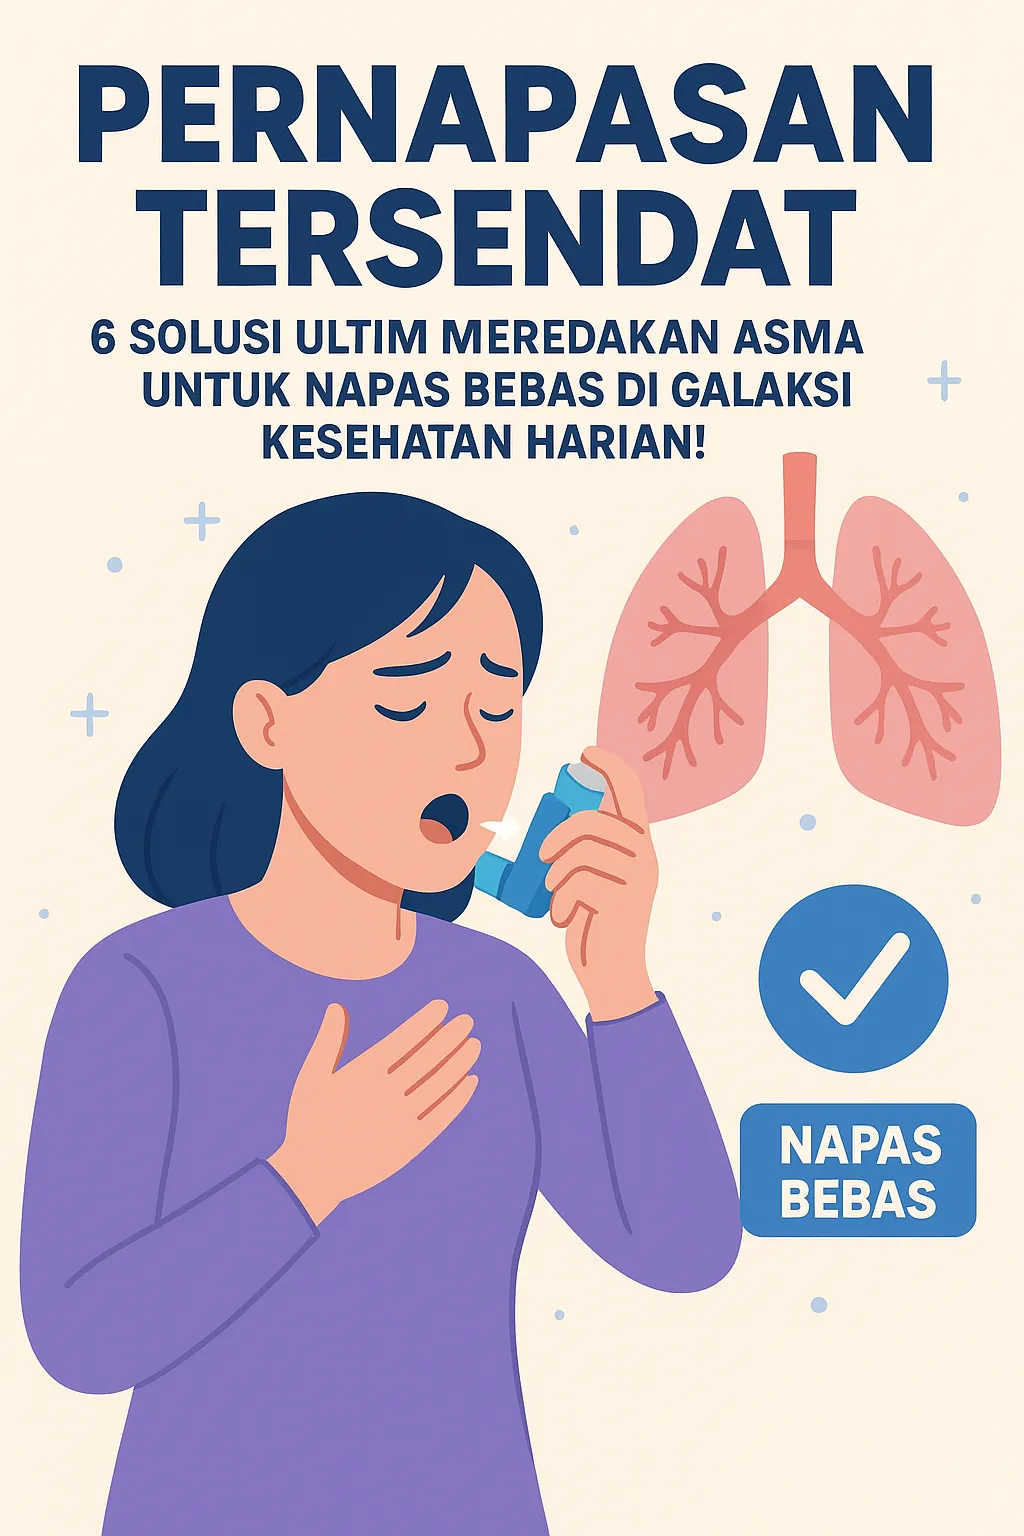 PERNAPASAN
TERSENDAT
6 SOLUSI ULTIM MEREDAKAN ASMA
UNTUK NAPAS BEBAS DI GALAKSI
KESEHATAN HARIAN!
NAPAS
BEBAS